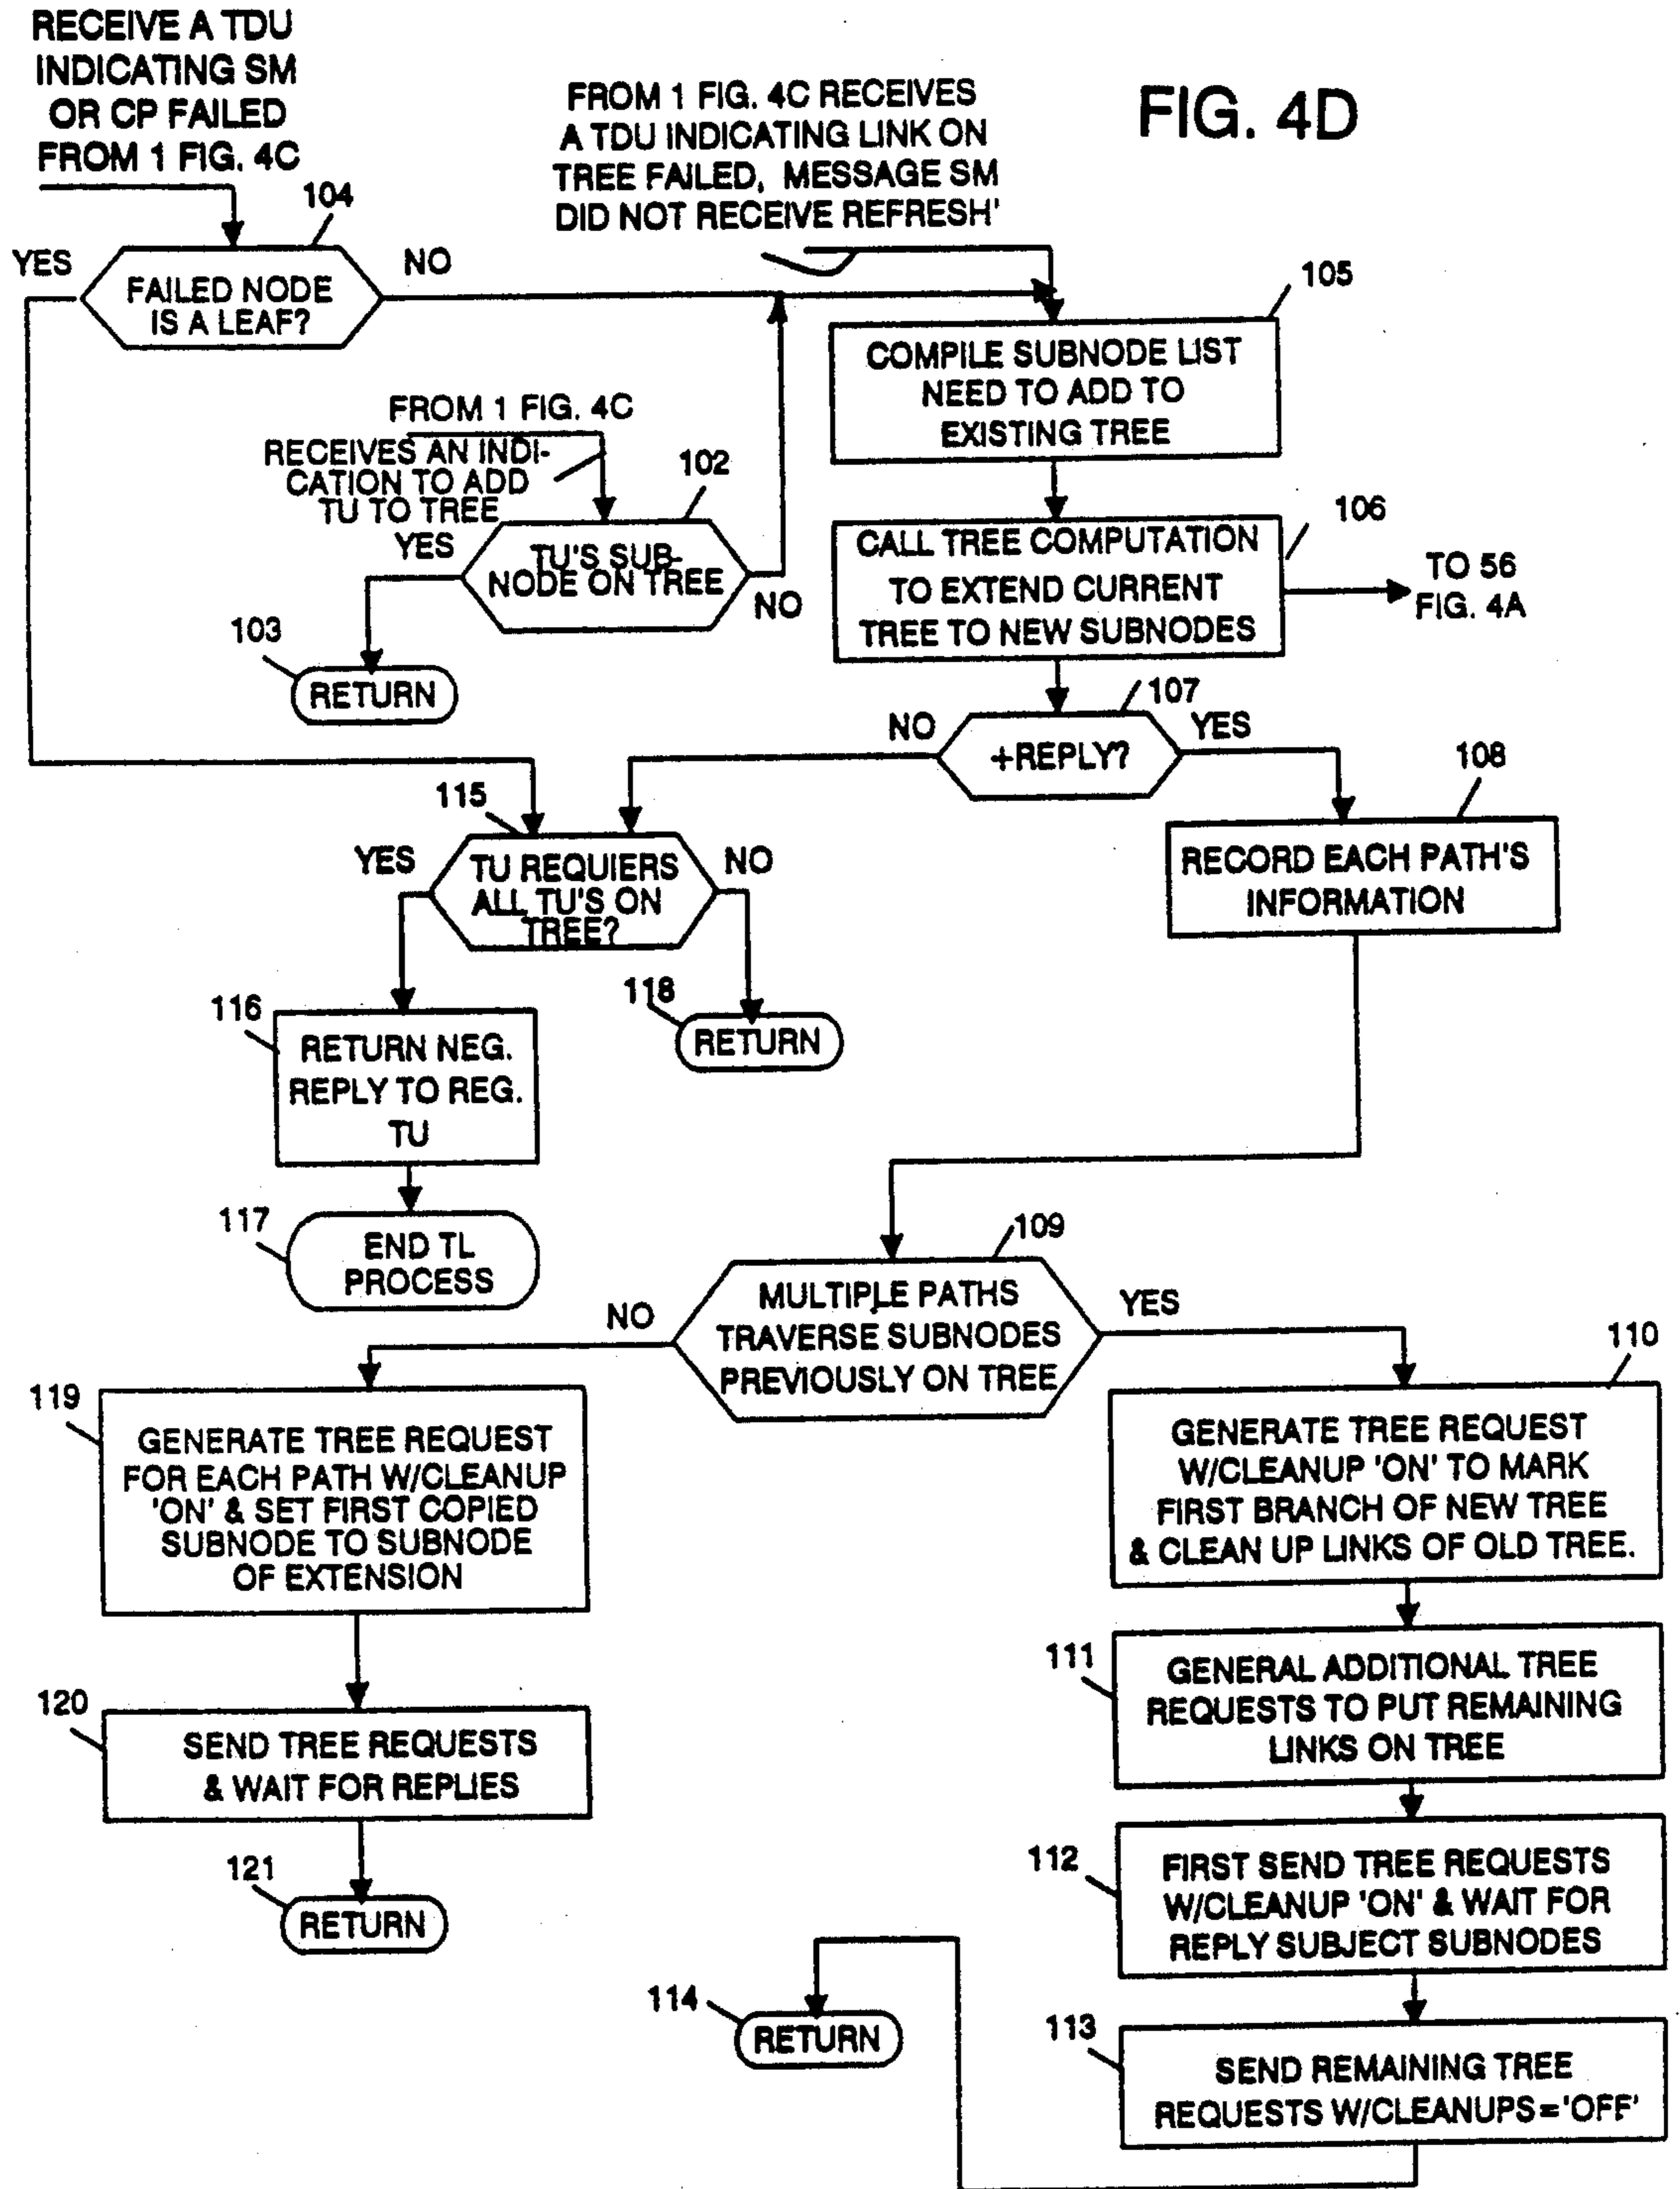 RECEIVE A TDU
INDICATING SM
OR CP FAILED
FROM 1 FIG. 4C
FROM 1 FIG. 4C RECEIVES
A TDU INDICATING LINK ON
TREE FAILED, MESSAGE SM
DID NOT RECEIVE REFRESH'
FIG. 4D
104
YES
NO
FAILED NODE
IS A LEAF?
105
COMPILE SUBNODE LIST
NEED TO ADD TO
EXISTING TREE
FROM 1 FIG. 4C
RECEIVES AN INDI-
CATION TO ADD
TU TO TREE
102
YES
TU'S SUB-
NODE ON TREE
NO
103
RETURN
106
CALL TREE COMPUTATION
TO EXTEND CURRENT
TREE TO NEW SUBNODES
TO 56
FIG. 4A
107
NO
YES
+REPLY?
108
RECORD EACH PATH'S
INFORMATION
115
YES
NO
TU REQUIERS
ALL TU'S ON
TREE?
116
RETURN NEG.
REPLY TO REG.
TU
118
RETURN
117
END TL
PROCESS
109
NO
YES
MULTIPLE PATHS
TRAVERSE SUBNODES
PREVIOUSLY ON TREE
119
GENERATE TREE REQUEST
FOR EACH PATH W/CLEANUP
'ON' & SET FIRST COPIED
SUBNODE TO SUBNODE
OF EXTENSION
110
GENERATE TREE REQUEST
W/CLEANUP 'ON' TO MARK
FIRST BRANCH OF NEW TREE
& CLEAN UP LINKS OF OLD TREE.
120
SEND TREE REQUESTS
& WAIT FOR REPLIES
111
GENERAL ADDITIONAL TREE
REQUESTS TO PUT REMAINING
LINKS ON TREE
121
RETURN
112
FIRST SEND TREE REQUESTS
W/CLEANUP 'ON' & WAIT FOR
REPLY SUBJECT SUBNODES
114
RETURN
113
SEND REMAINING TREE
REQUESTS W/CLEANUPS='OFF'